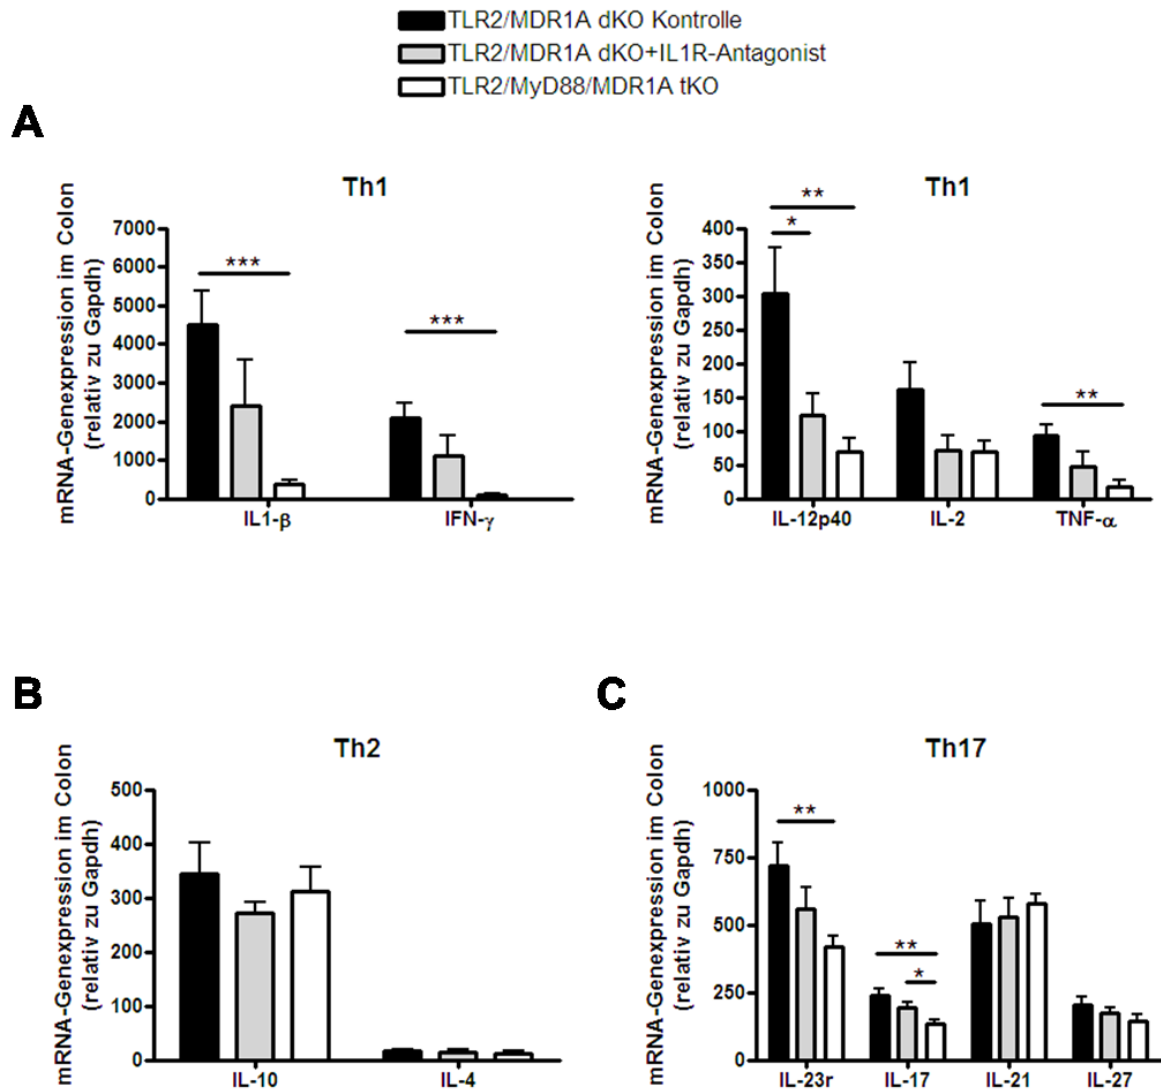 TLR2/MDR1A dKO Kontrolle
TLR2/MDR1A dKO+IL1R-Antagonist
TLR2/MyD88/MDR1A tKO
A
Th1
mRNA-Genexpression im Colon
(relativ zu Gapdh)
7000
6000
5000
4000
3000
2000
1000
0
***
***
IL1-β
IFN-γ
Th1
mRNA-Genexpression im Colon
(relativ zu Gapdh)
400
350
300
250
200
150
100
50
0
**
*
**
IL-12p40
IL-2
TNF-α
B
Th2
mRNA-Genexpression im Colon
(relativ zu Gapdh)
500
400
300
200
100
0
IL-10
IL-4
C
Th17
mRNA-Genexpression im Colon
(relativ zu Gapdh)
1000
750
500
250
0
**
**
*
IL-23r
IL-17
IL-21
IL-27